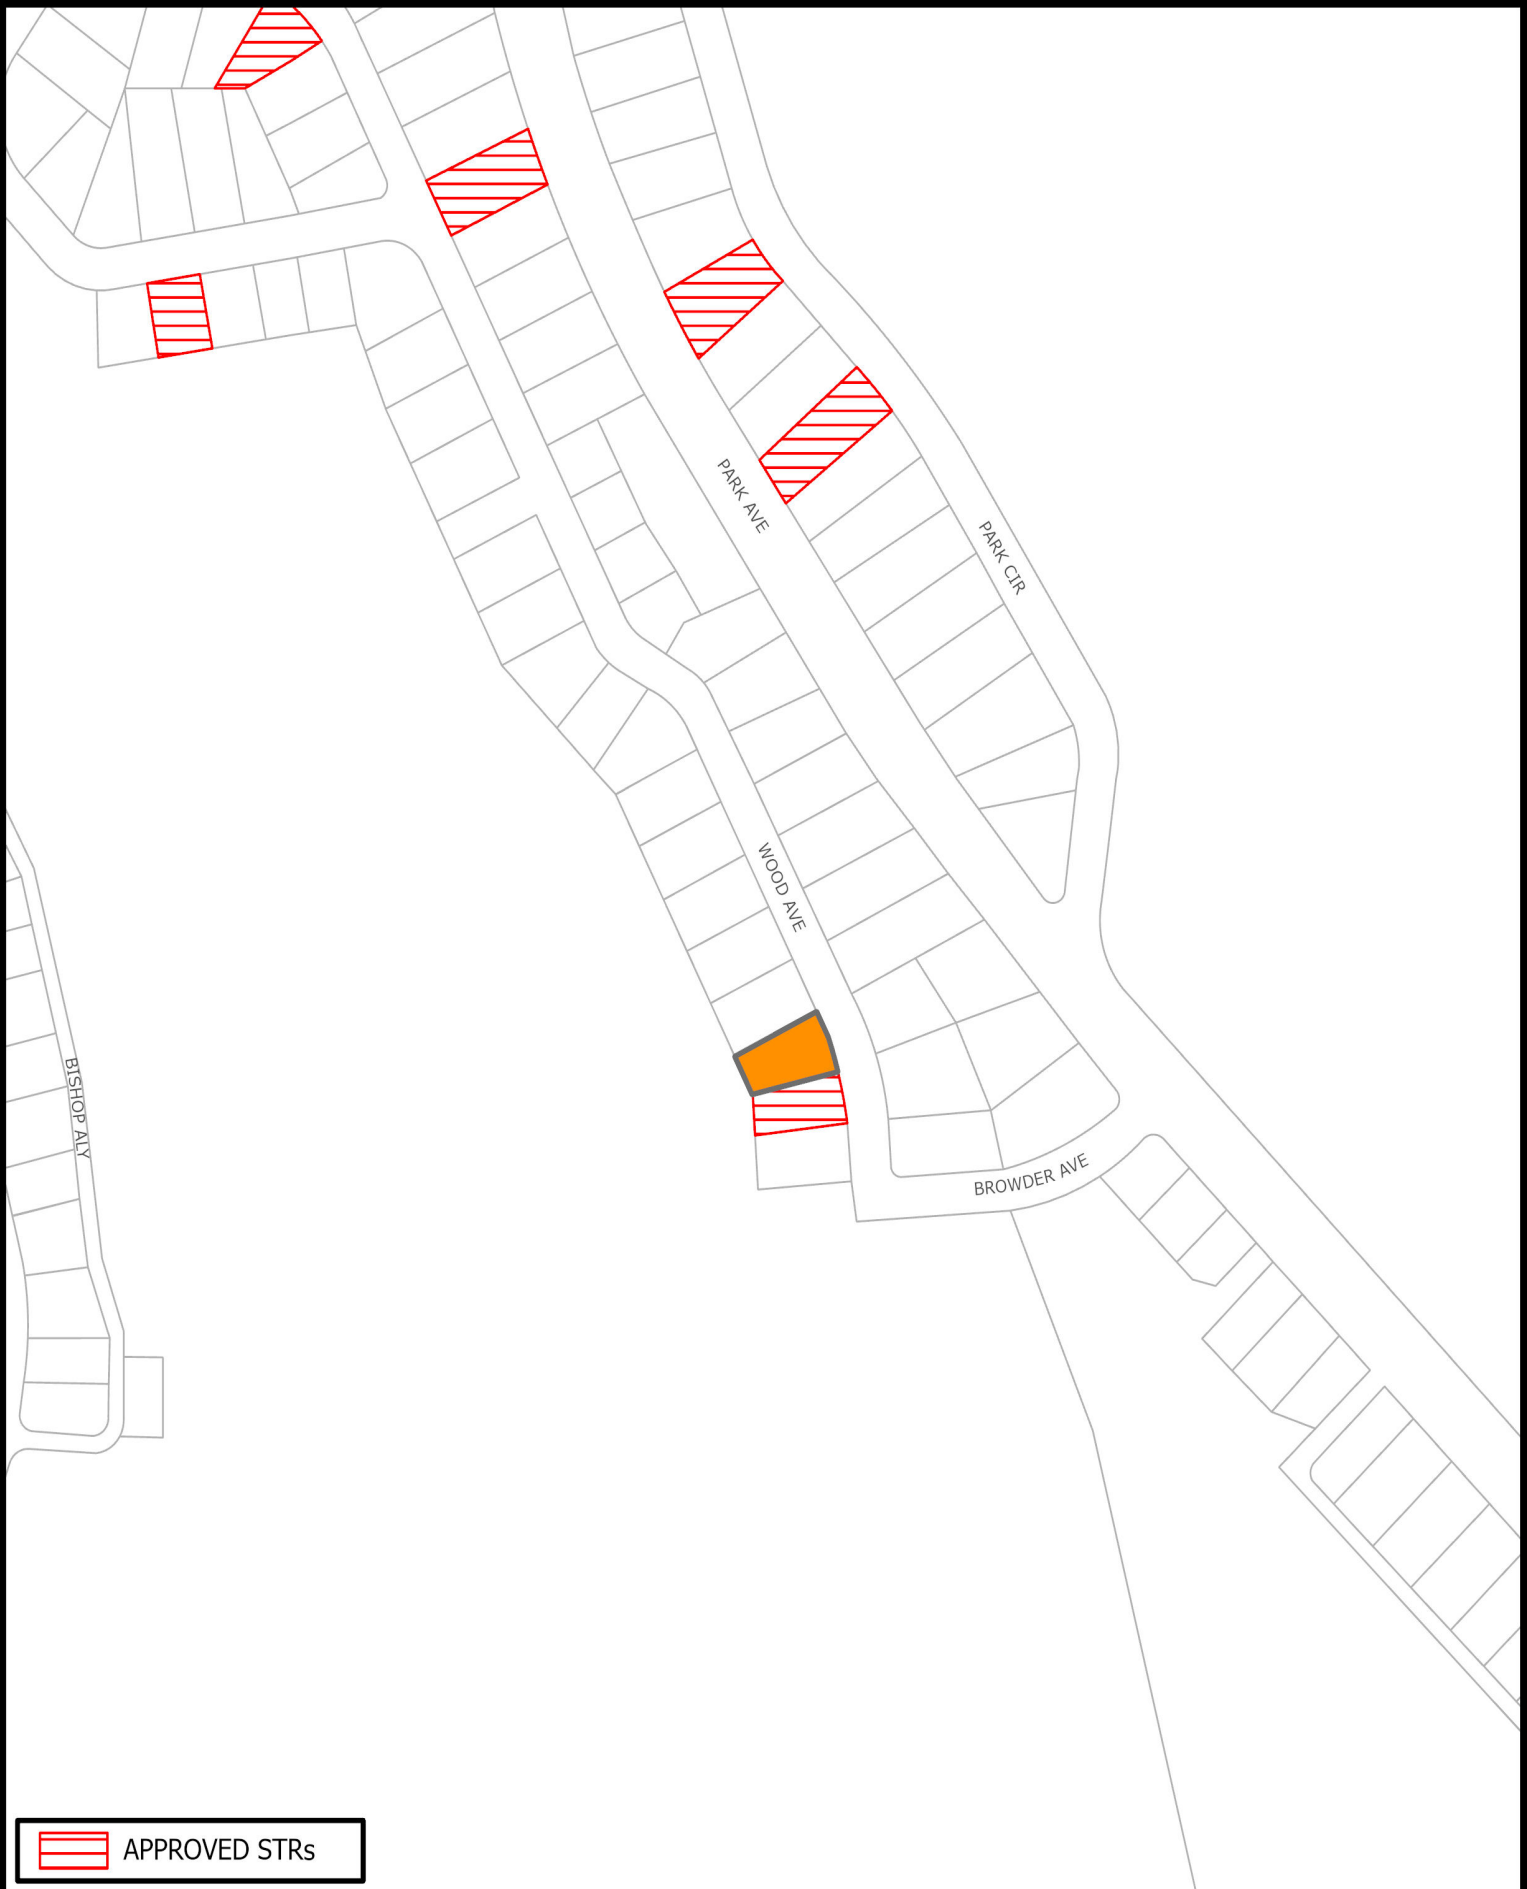 PARK AVE
PARK CIR
WOOD AVE
BISHOP ALY
BROWDER AVE
APPROVED STRs